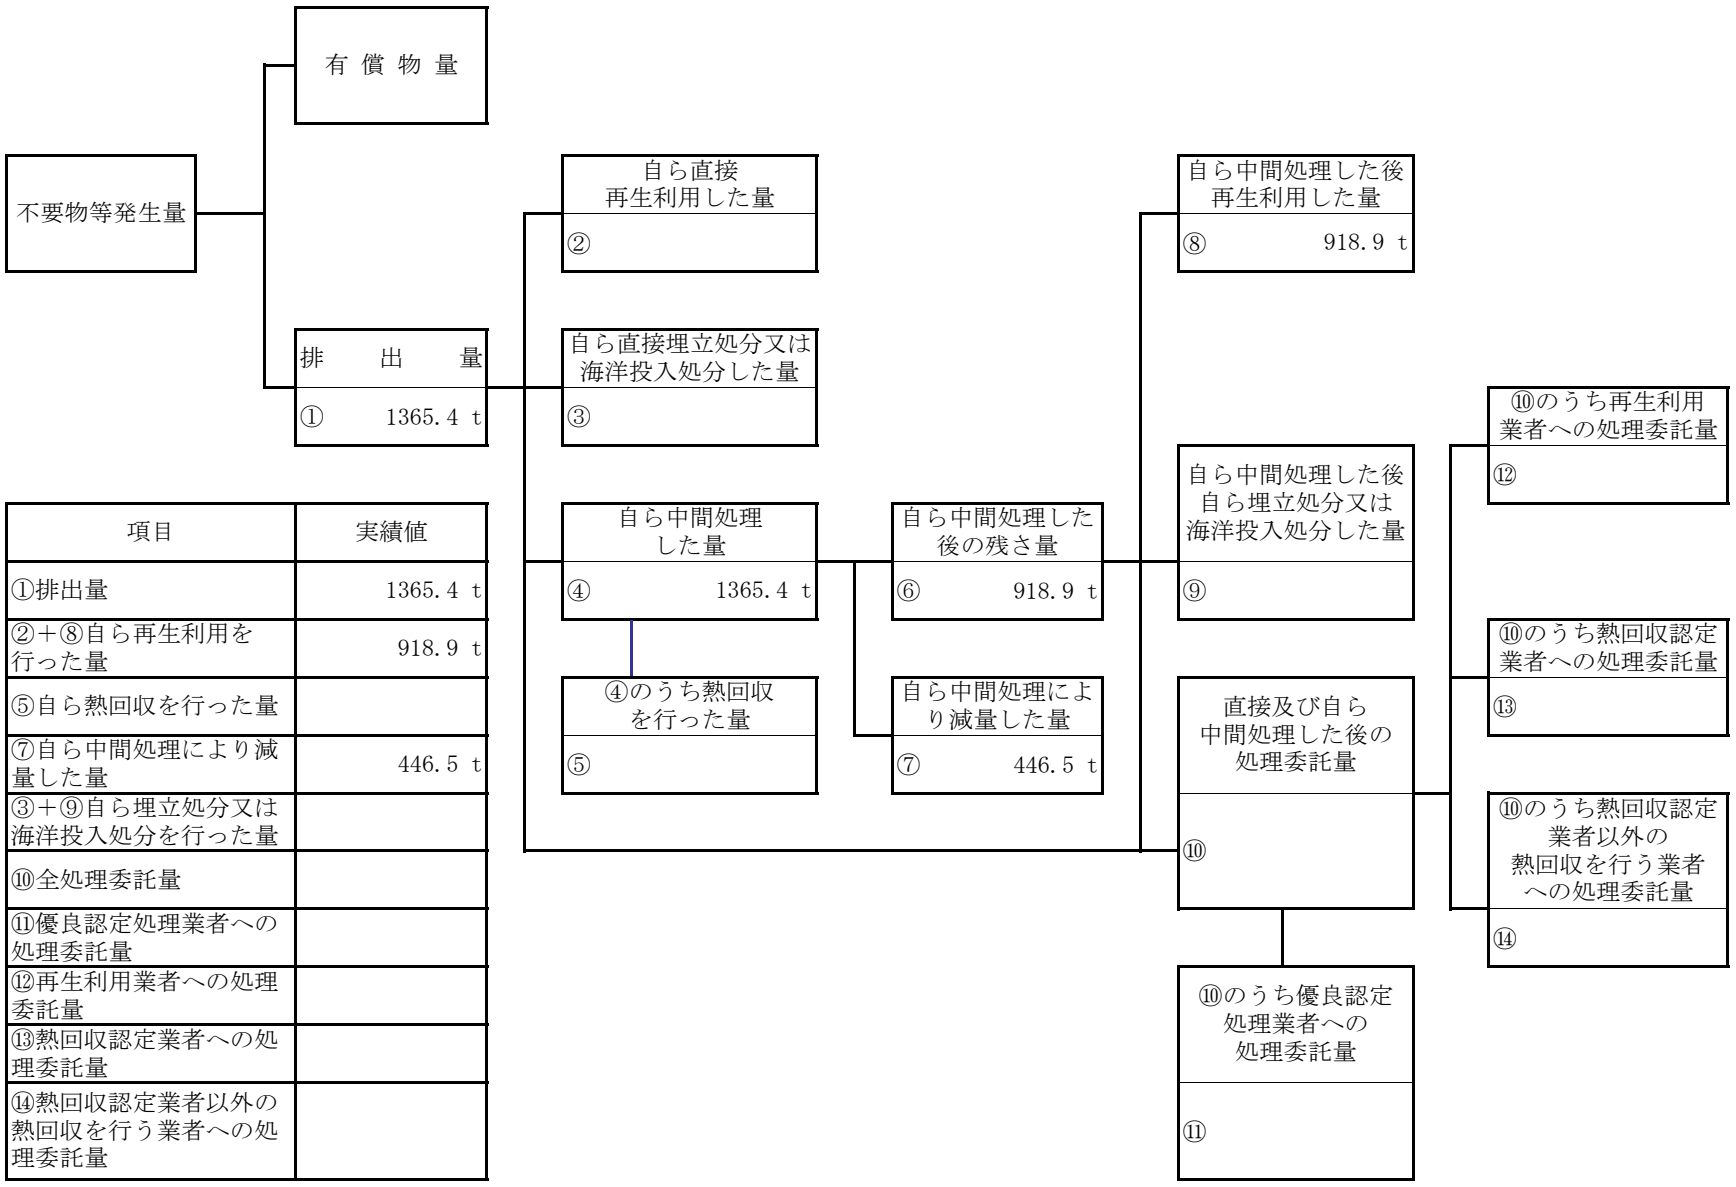 有償物量
不要物等発生量
排出量
① 1365.4 t
自ら直接
再生利用した量
②
自ら直接埋立処分又は
海洋投入処分した量
③
自ら中間処理
した量
④ 1365.4 t
④のうち熱回収
を行った量
⑤
自ら中間処理した
後の残さ量
⑥ 918.9 t
自ら中間処理によ
り減量した量
⑦ 446.5 t
自ら中間処理した後
再生利用した量
⑧ 918.9 t
自ら中間処理した後
自ら埋立処分又は
海洋投入処分した量
⑨
直接及び自ら
中間処理した後の
処理委託量
⑩
⑩のうち優良認定
処理業者への
処理委託量
⑪
⑩のうち再生利用
業者への処理委託量
⑫
⑩のうち熱回収認定
業者への処理委託量
⑬
⑩のうち熱回収認定
業者以外の
熱回収を行う業者
への処理委託量
⑭
項目 実績値
①排出量 1365.4 t
②＋⑧自ら再生利用を
行った量 918.9 t
⑤自ら熱回収を行った量
⑦自ら中間処理により減
量した量 446.5 t
③＋⑨自ら埋立処分又は
海洋投入処分を行った量
⑩全処理委託量
⑪優良認定処理業者への
処理委託量
⑫再生利用業者への処理
委託量
⑬熱回収認定業者への処
理委託量
⑭熱回収認定業者以外の
熱回収を行う業者への処
理委託量